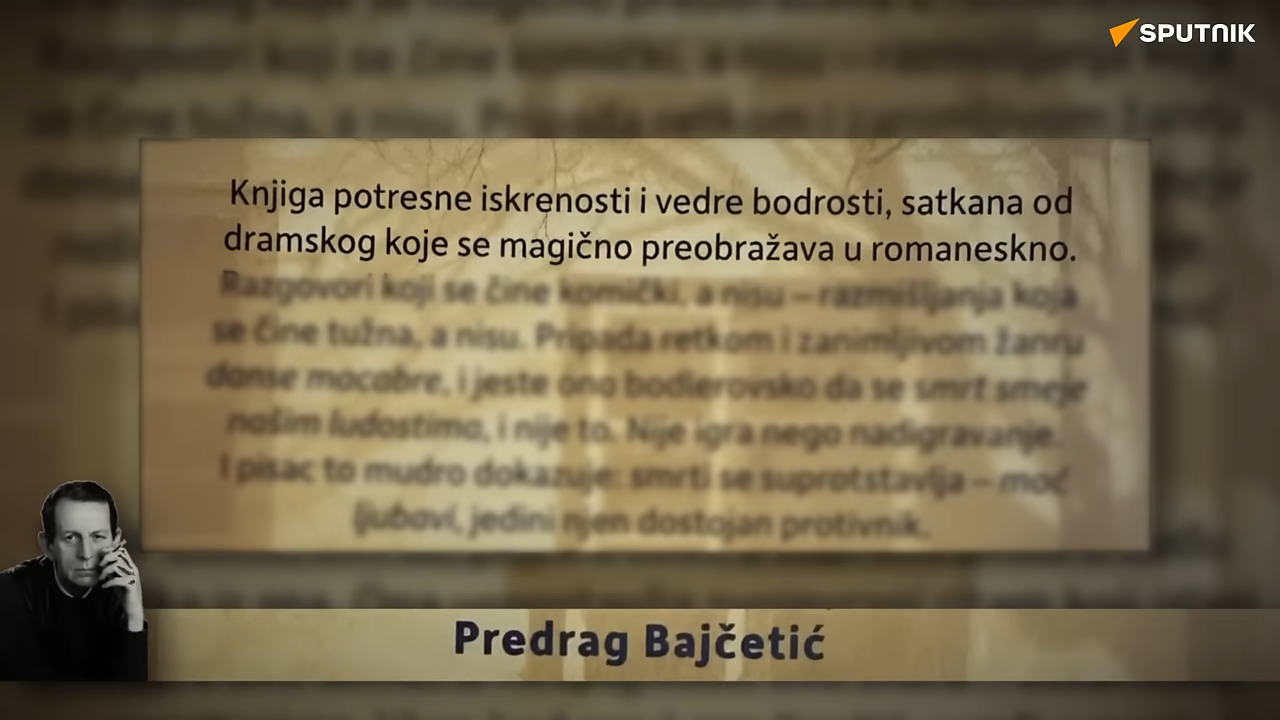 SPUTNIK
Knjiga potresne iskrenosti i vedre bodrosti, satkana od
dramskog koje se magično preobražava u romaneskno.
Razgovori koji se čine komički, a nisu – razmišljanja koja
se čine tužna, a nisu. Pripada retkom i zanimljivom žanru
danse macabre, i jeste ono bodlerovsko da se smrt smeje
našim ludostima, i nije to. Nije igra nego nadigravanje.
I pisac to mudro dokazuje: smrti se suprotstavlja – moć
ljubavi, jedini njen dostojan protivnik.
Predrag Bajčetić